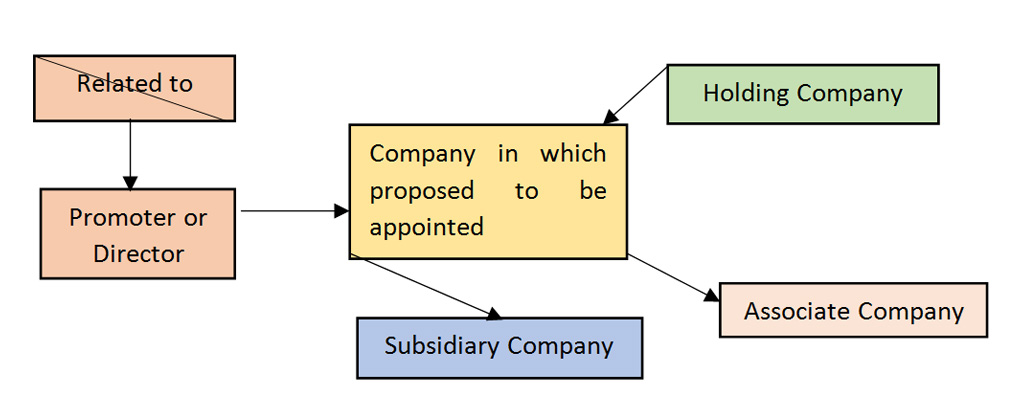 Related to
Holding Company
Company in which
proposed to be
appointed
Promoter or
Director
Associate Company
Subsidiary Company